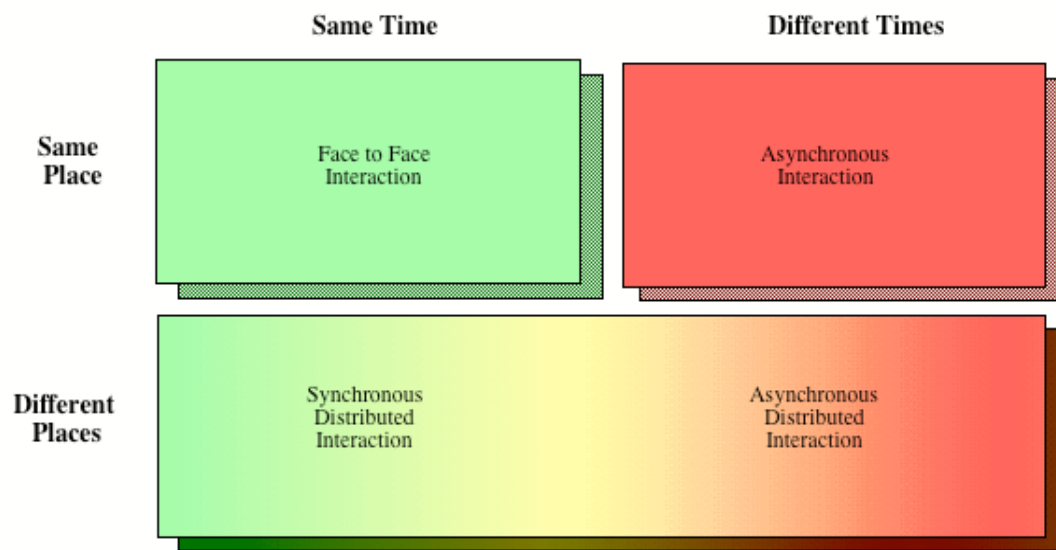 Same Time
Different Times
Same
Place
Face to Face
Interaction
Asynchronous
Interaction
Different
Places
Synchronous
Distributed
Interaction
Asynchronous
Distributed
Interaction